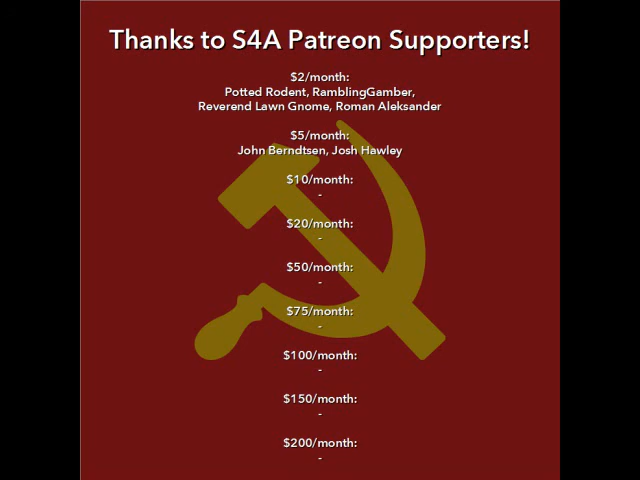 Thanks to S4A Patreon Supporters!
$2/month:
Potted Rodent, RamblingGamber,
Reverend Lawn Gnome, Roman Aleksander
$5/month:
John Berndtsen, Josh Hawley
$10/month:
-
$20/month:
-
$50/month:
-
$75/month:
-
$100/month:
-
$150/month:
-
$200/month:
-